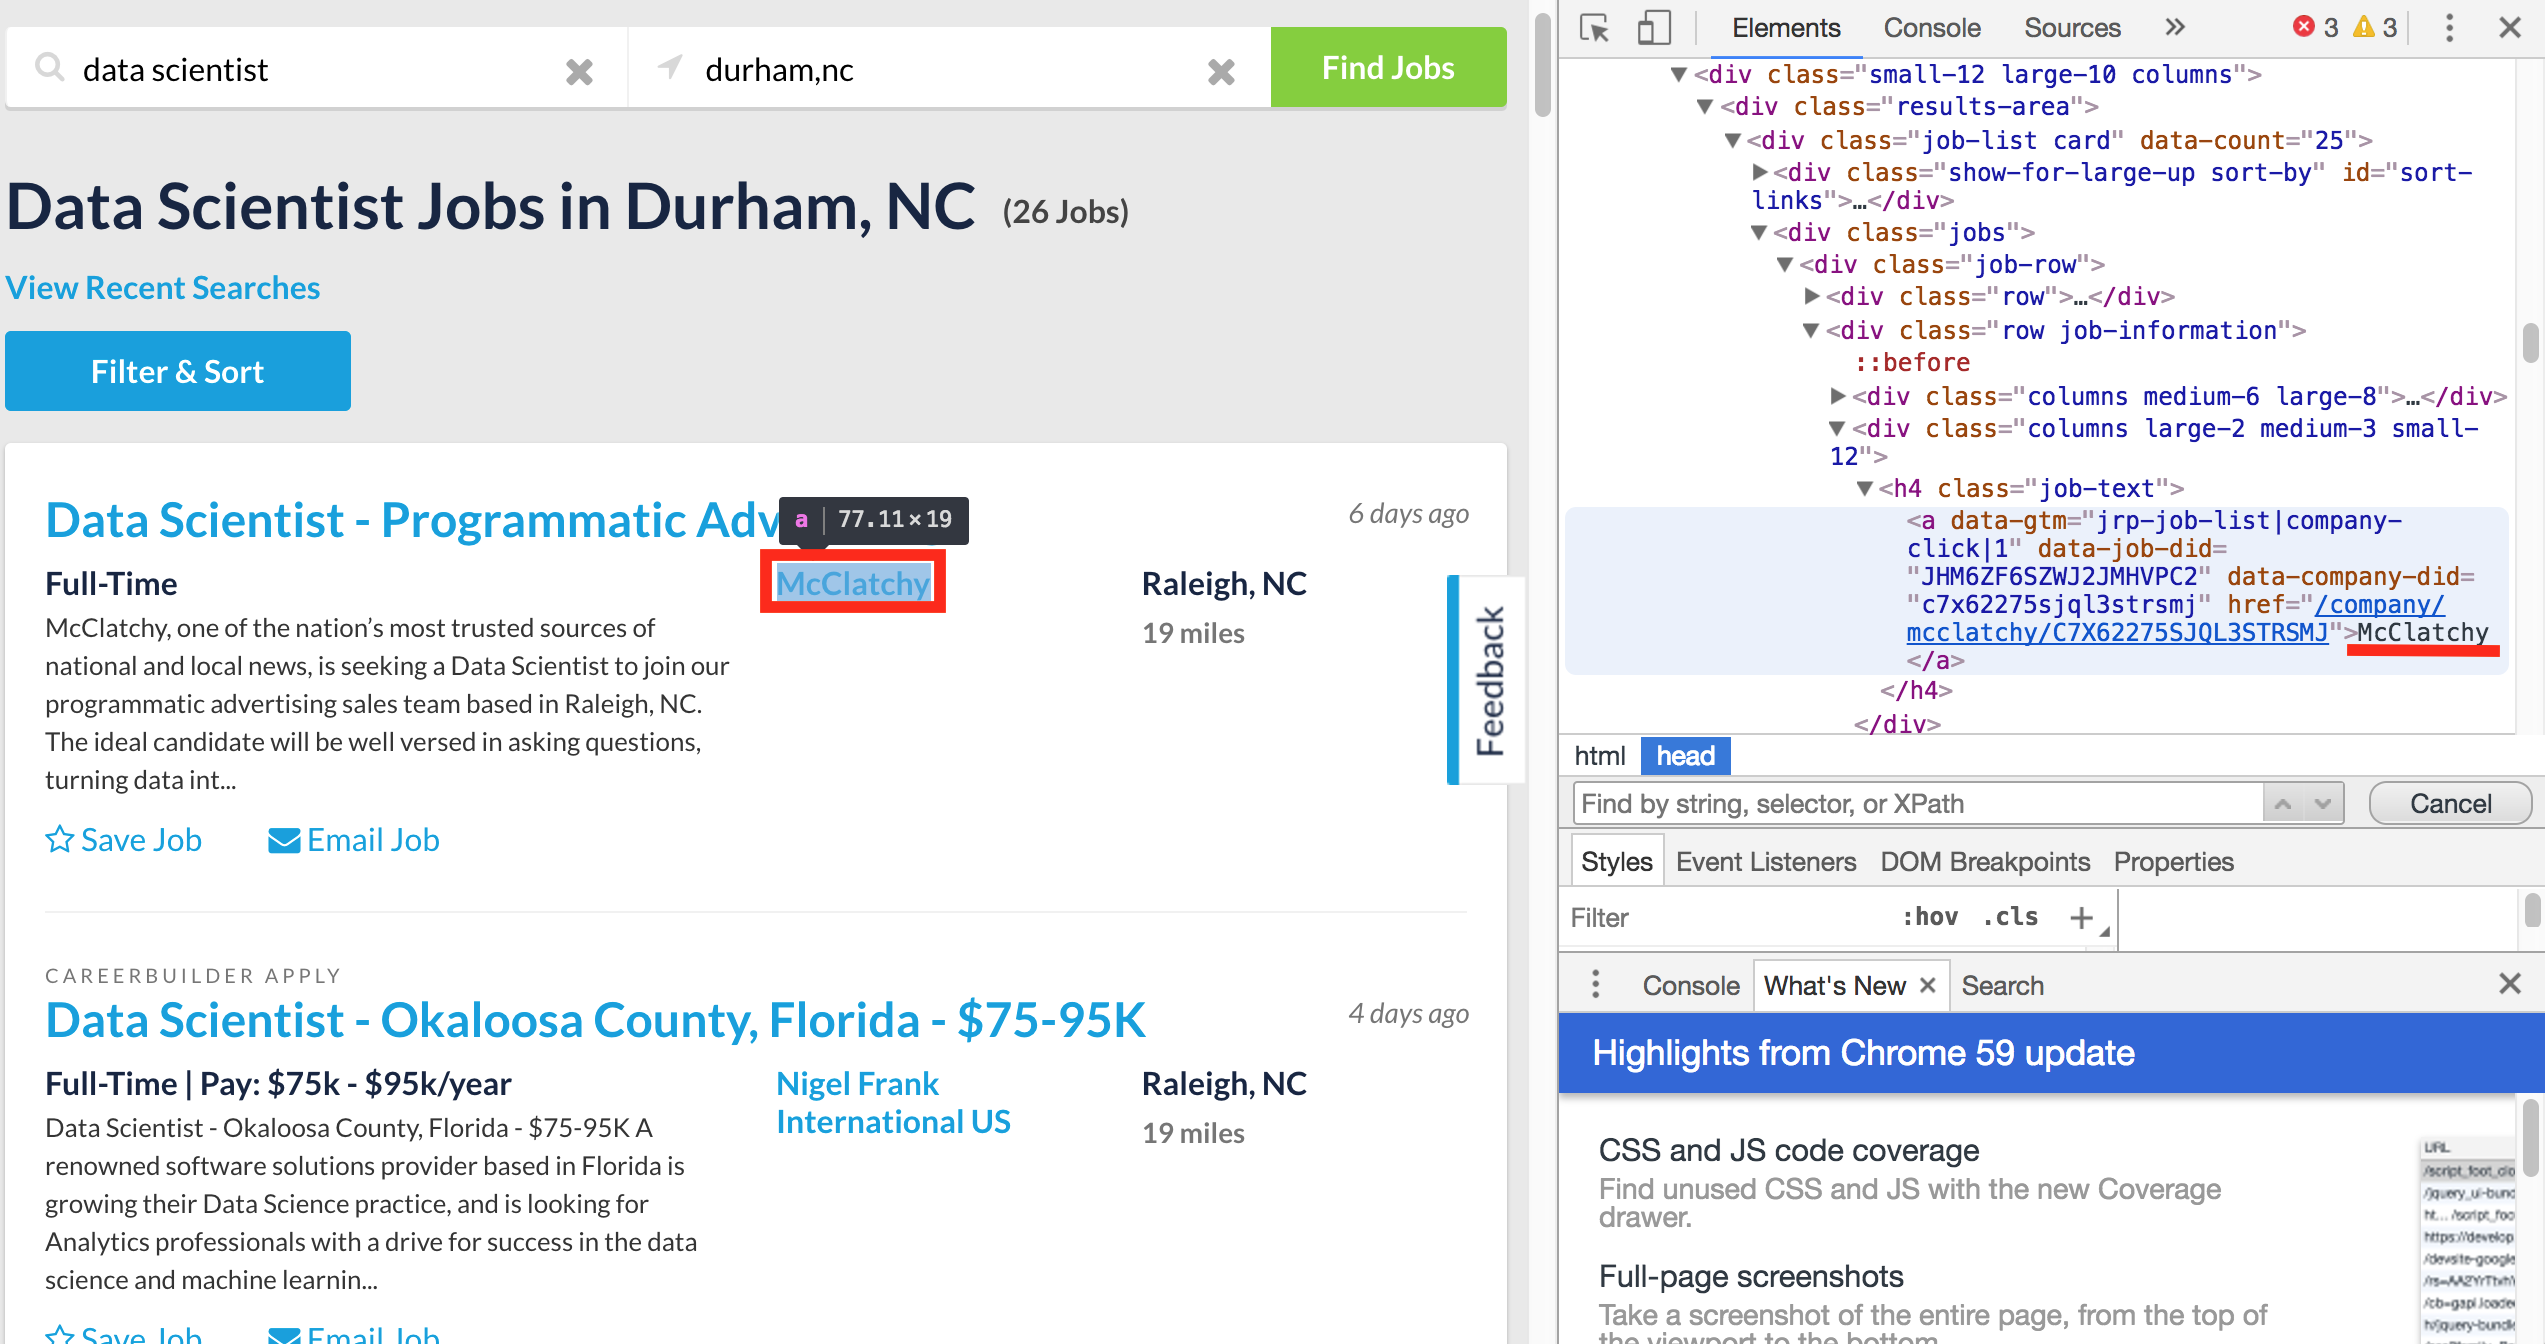 data scientist
durham,nc
Find Jobs
Data Scientist Jobs in Durham, NC (26 Jobs)
View Recent Searches
Filter & Sort
Data Scientist - Programmatic Adv
a | 77.11×19
6 days ago
Full-Time
McClatchy
Raleigh, NC
19 miles
McClatchy, one of the nation’s most trusted sources of
national and local news, is seeking a Data Scientist to join our
programmatic advertising sales team based in Raleigh, NC.
The ideal candidate will be well versed in asking questions,
turning data int...
Save Job
Email Job
Feedback
CAREERBUILDER APPLY
Data Scientist - Okaloosa County, Florida - $75-95K
4 days ago
Full-Time | Pay: $75k - $95k/year
Nigel Frank
International US
Raleigh, NC
19 miles
Data Scientist - Okaloosa County, Florida - $75-95K A
renowned software solutions provider based in Florida is
growing their Data Science practice, and is looking for
Analytics professionals with a drive for success in the data
science and machine learnin...
Save Job
Email Job
Elements Console Sources » 3 3
<div class="small-12 large-10 columns">
<div class="results-area">
<div class="job-list card" data-count="25">
<div class="show-for-large-up sort-by" id="sort-
links">…</div>
<div class="jobs">
<div class="job-row">
<div class="row">…</div>
<div class="row job-information">
::before
<div class="columns medium-6 large-8">…</div>
<div class="columns large-2 medium-3 small-
12">
<h4 class="job-text">
<a data-gtm="jrp-job-list|company-
click|1" data-job-did=
"JHM6ZF6SZWJ2JMHVPC2" data-company-did=
"c7x62275sjql3strsmj" href="/company/
mcclatchy/C7X62275SJQL3STRSMJ">McClatchy
</a>
</h4>
</div>
html head
Find by string, selector, or XPath
Cancel
Styles Event Listeners DOM Breakpoints Properties
Filter :hov .cls +
Console What's New × Search
Highlights from Chrome 59 update
CSS and JS code coverage
Find unused CSS and JS with the new Coverage
drawer.
Full-page screenshots
Take a screenshot of the entire page, from the top of
the viewport to the bottom.
URL
/script_foot_clo
/jquery_ui-bund
ht... /script_foo
https://develop
/devsite-google
/cb=gapi.loade
h/jquery-bundle